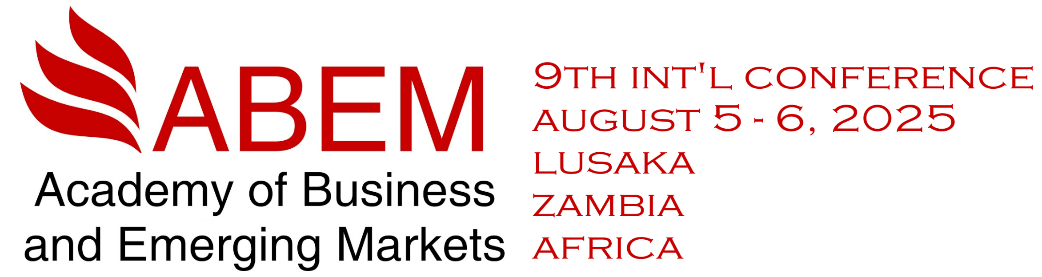 ABEM
Academy of Business
and Emerging Markets
9TH INT'L CONFERENCE
AUGUST 5 - 6, 2025
LUSAKA
ZAMBIA
AFRICA